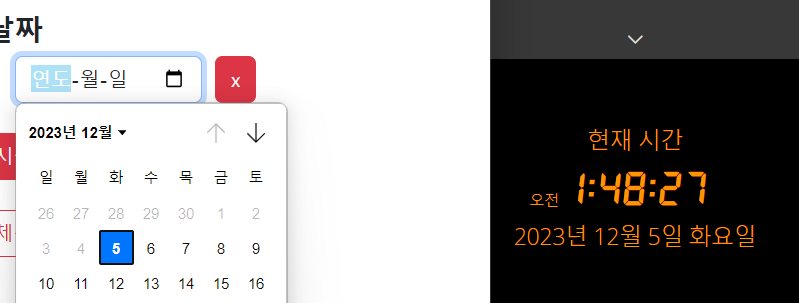 날짜
연도-월-일
x
2023년 12월
일 월 화 수 목 금 토
26 27 28 29 30 1 2
3 4 5 6 7 8 9
10 11 12 13 14 15 16
현재 시간
오전 1:48:27
2023년 12월 5일 화요일